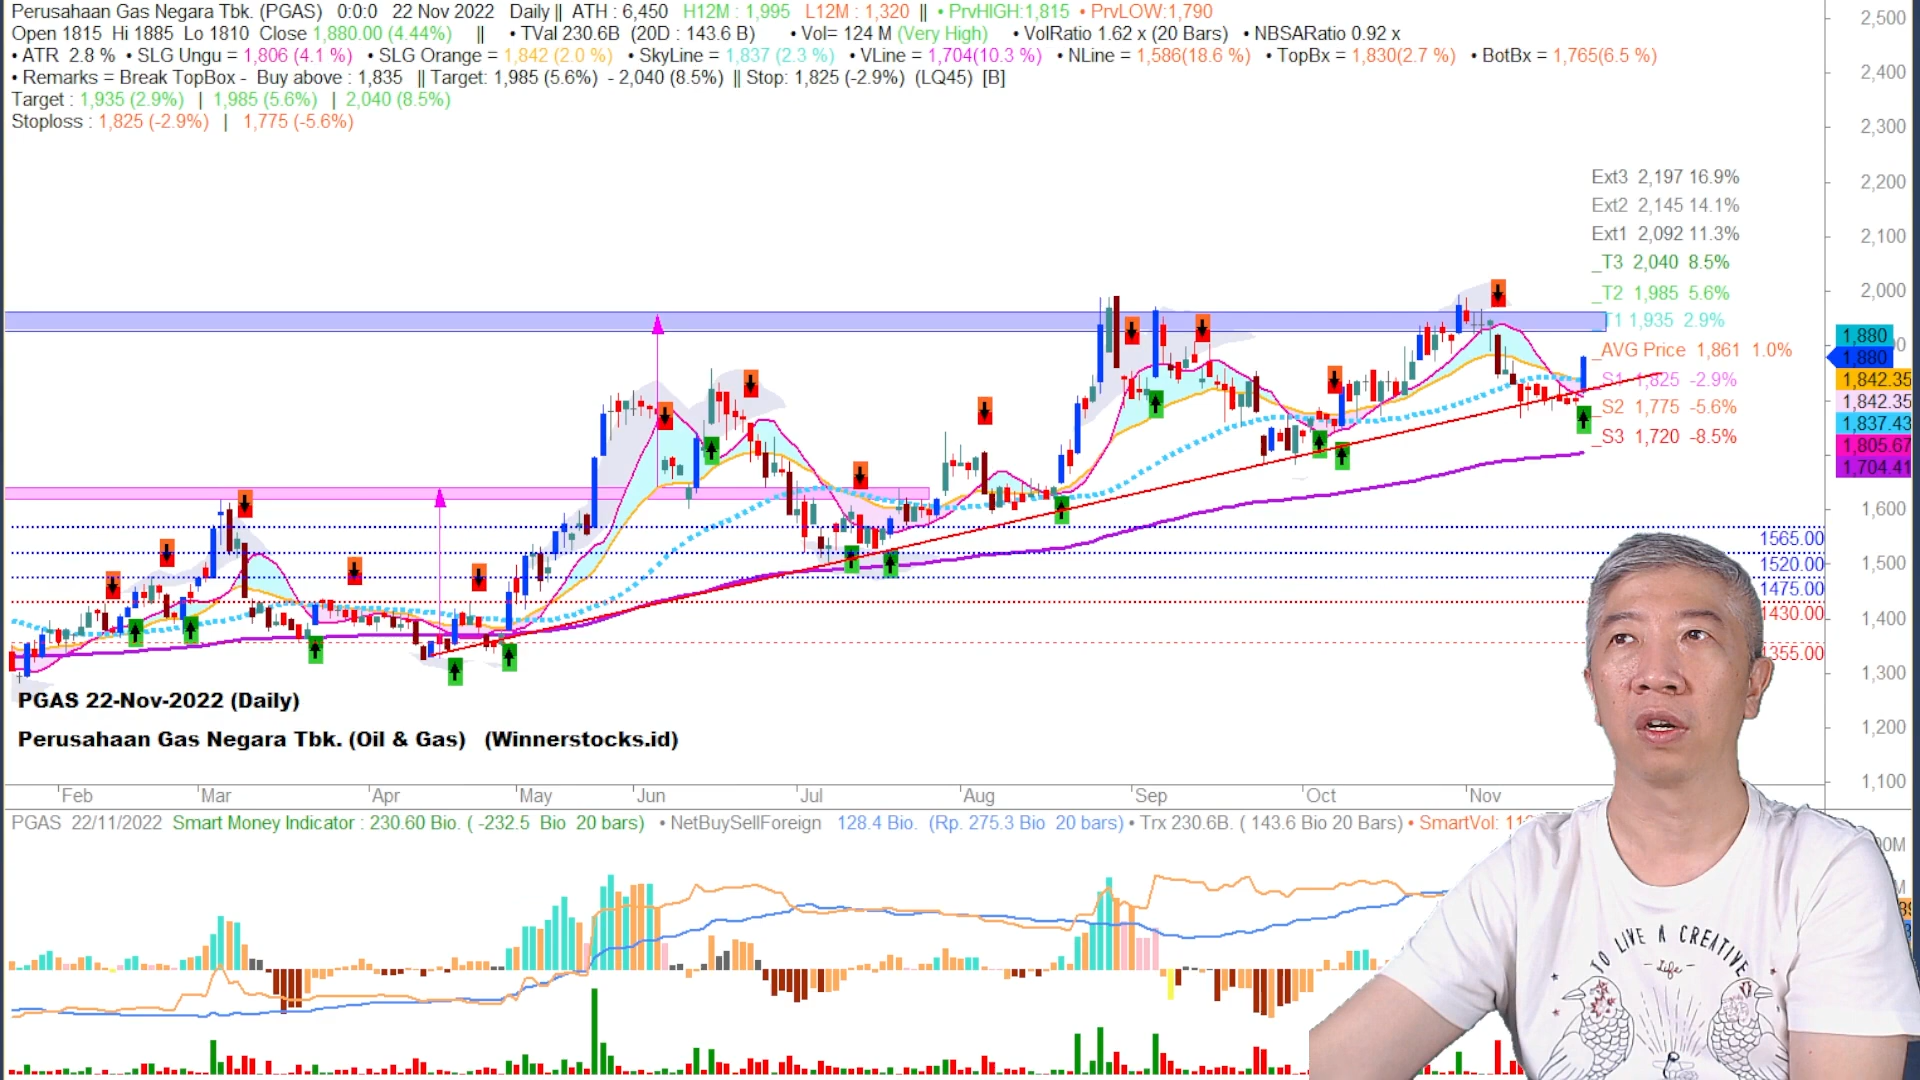 Perusahaan Gas Negara Tbk. (PGAS) 0:0:0 22 Nov 2022 Daily || ATH : 6,450 H12M : 1,995 L12M : 1,320 || • PrvHIGH:1,815 • PrvLOW:1,790
Open 1815 Hi 1885 Lo 1810 Close 1,880.00 (4.44%) || • TVal 230.6B (20D : 143.6 B) • Vol= 124 M (Very High) • VolRatio 1.62 x (20 Bars) • NBSARatio 0.92 x
• ATR 2.8 % • SLG Ungu = 1,806 (4.1 %) • SLG Orange = 1,842 (2.0 %) • SkyLine = 1,837 (2.3 %) • VLine = 1,704(10.3 %) • NLine = 1,586(18.6 %) • TopBx = 1,830(2.7 %) • BotBx = 1,765(6.5 %)
• Remarks = Break TopBox - Buy above : 1,835 || Target: 1,985 (5.6%) - 2,040 (8.5%) || Stop: 1,825 (-2.9%) (LQ45) [B]
Target : 1,935 (2.9%) | 1,985 (5.6%) | 2,040 (8.5%)
Stoploss : 1,825 (-2.9%) | 1,775 (-5.6%)
2,500
2,400
2,300
2,200
2,100
2,000
1,600
1,500
1,400
1,300
1,200
1,100
Ext3 2,197 16.9%
Ext2 2,145 14.1%
Ext1 2,092 11.3%
_T3 2,040 8.5%
_T2 1,985 5.6%
T1 1,935 2.9%
_AVG Price 1,861 1.0%
_S1 1,825 -2.9%
_S2 1,775 -5.6%
_S3 1,720 -8.5%
1,880
1,880
1,842.35
1,842.35
1,837.43
1,805.67
1,704.41
1565.00
1520.00
1475.00
1430.00
1355.00
PGAS 22-Nov-2022 (Daily)
Perusahaan Gas Negara Tbk. (Oil & Gas) (Winnerstocks.id)
Feb Mar Apr May Jun Jul Aug Sep Oct Nov
PGAS 22/11/2022 Smart Money Indicator : 230.60 Bio. ( -232.5 Bio 20 bars) • NetBuySellForeign 128.4 Bio. (Rp. 275.3 Bio 20 bars) • Trx 230.6B. ( 143.6 Bio 20 Bars) • SmartVol:
TO LIVE A CREATIVE
- Life -